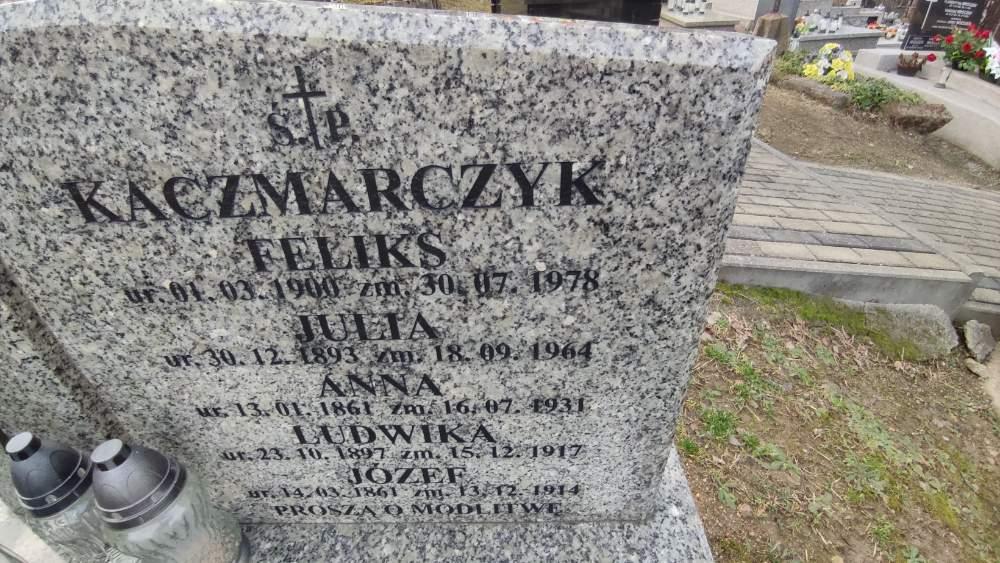 Ś.P.
KACZMARCZYK
FELIKS
ur. 01. 03. 1900 zm. 30. 07. 1978
JULIA
ur. 30. 12. 1893 zm. 18. 09. 1964
ANNA
ur. 13. 01. 1861 zm. 16. 07. 1931
LUDWIKA
ur. 23. 10. 1897 zm. 15. 12. 1917
JÓZEF
ur. 14. 03. 1861 zm. 13. 12. 1914
PROSZĄ O MODLITWĘ